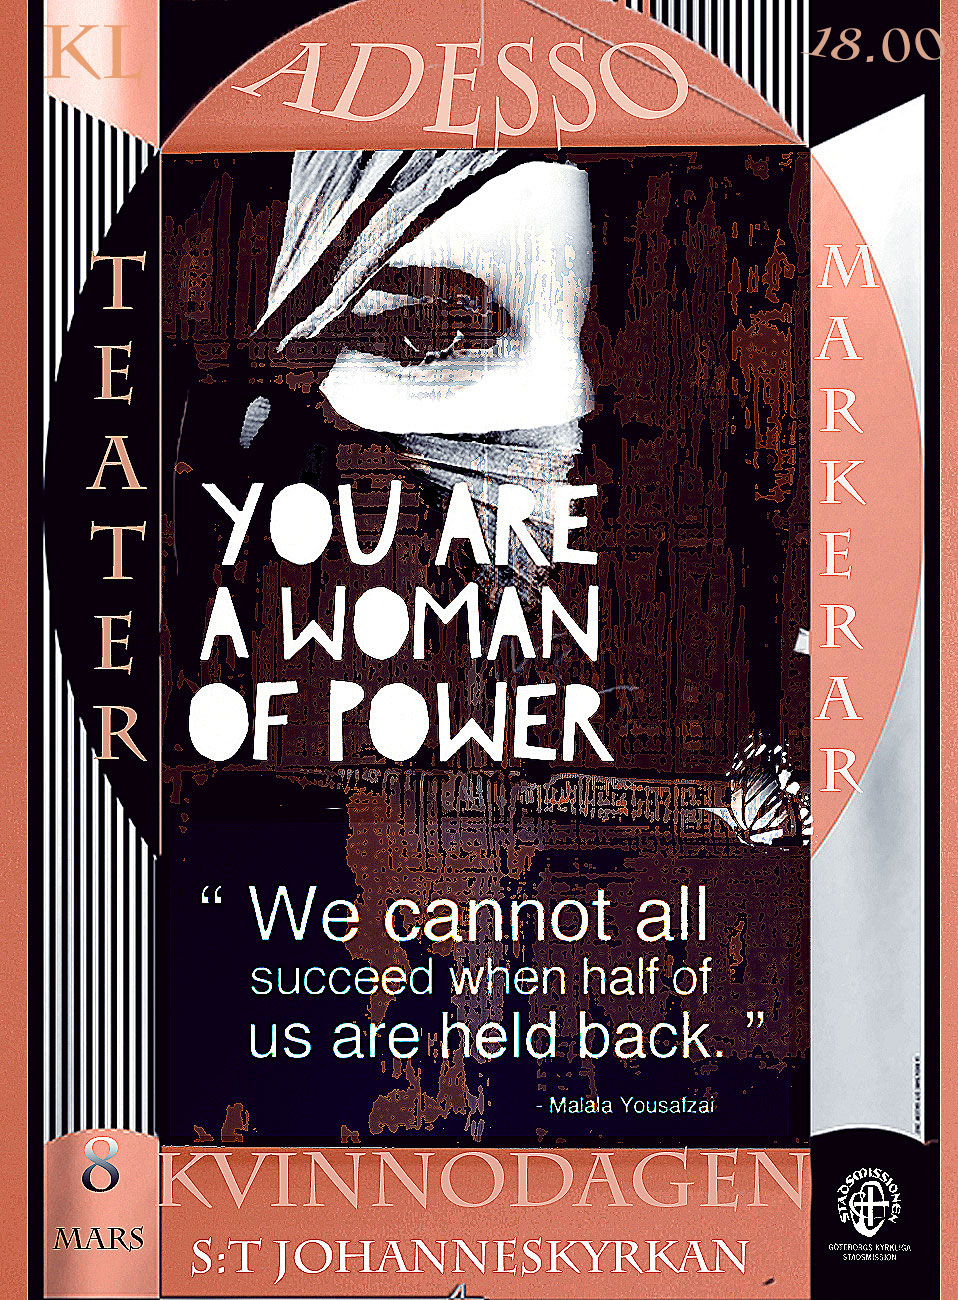 KL
ADESSO
18.00
TEATER
MARKERAR
YOU ARE
A WOMAN
OF POWER
“ We cannot all
succeed when half of
us are held back. ”
- Malala Yousafzai
8
MARS
KVINNODAGEN
S:T JOHANNESKYRKAN
STADSMISSIONEN
GÖTEBORGS KYRKLIGA
STADSMISSION